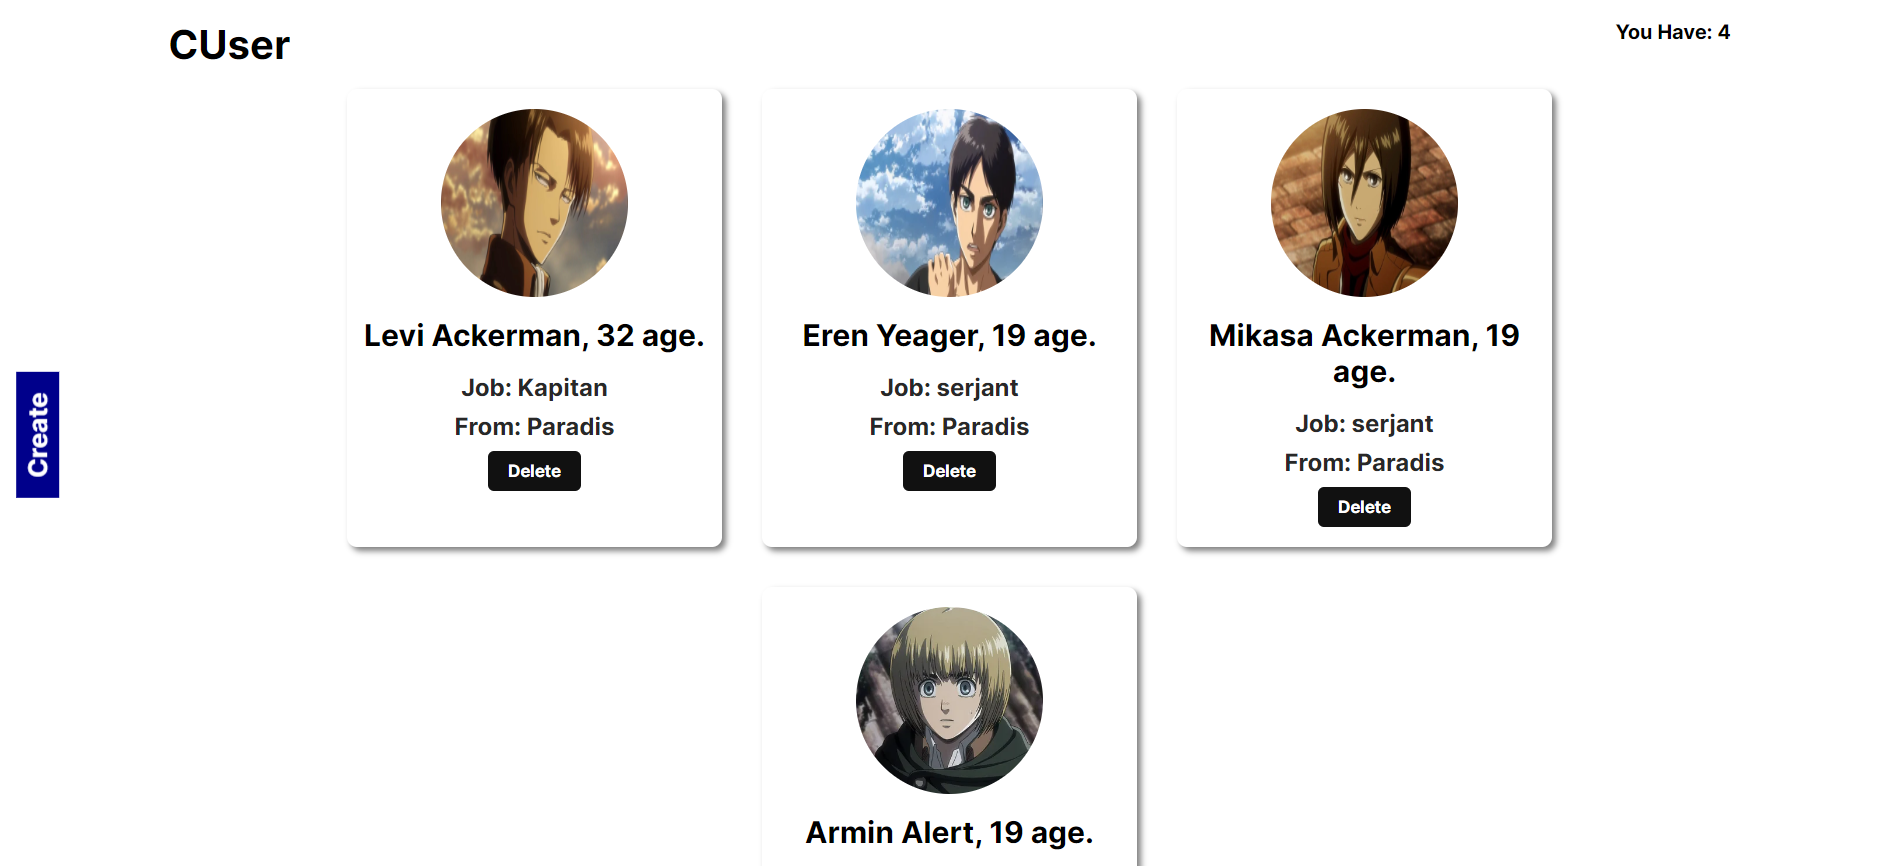 CUser
You Have: 4
Levi Ackerman, 32 age.
Job: Kapitan
From: Paradis
Delete
Eren Yeager, 19 age.
Job: serjant
From: Paradis
Delete
Mikasa Ackerman, 19
age.
Job: serjant
From: Paradis
Delete
Create
Armin Alert, 19 age.